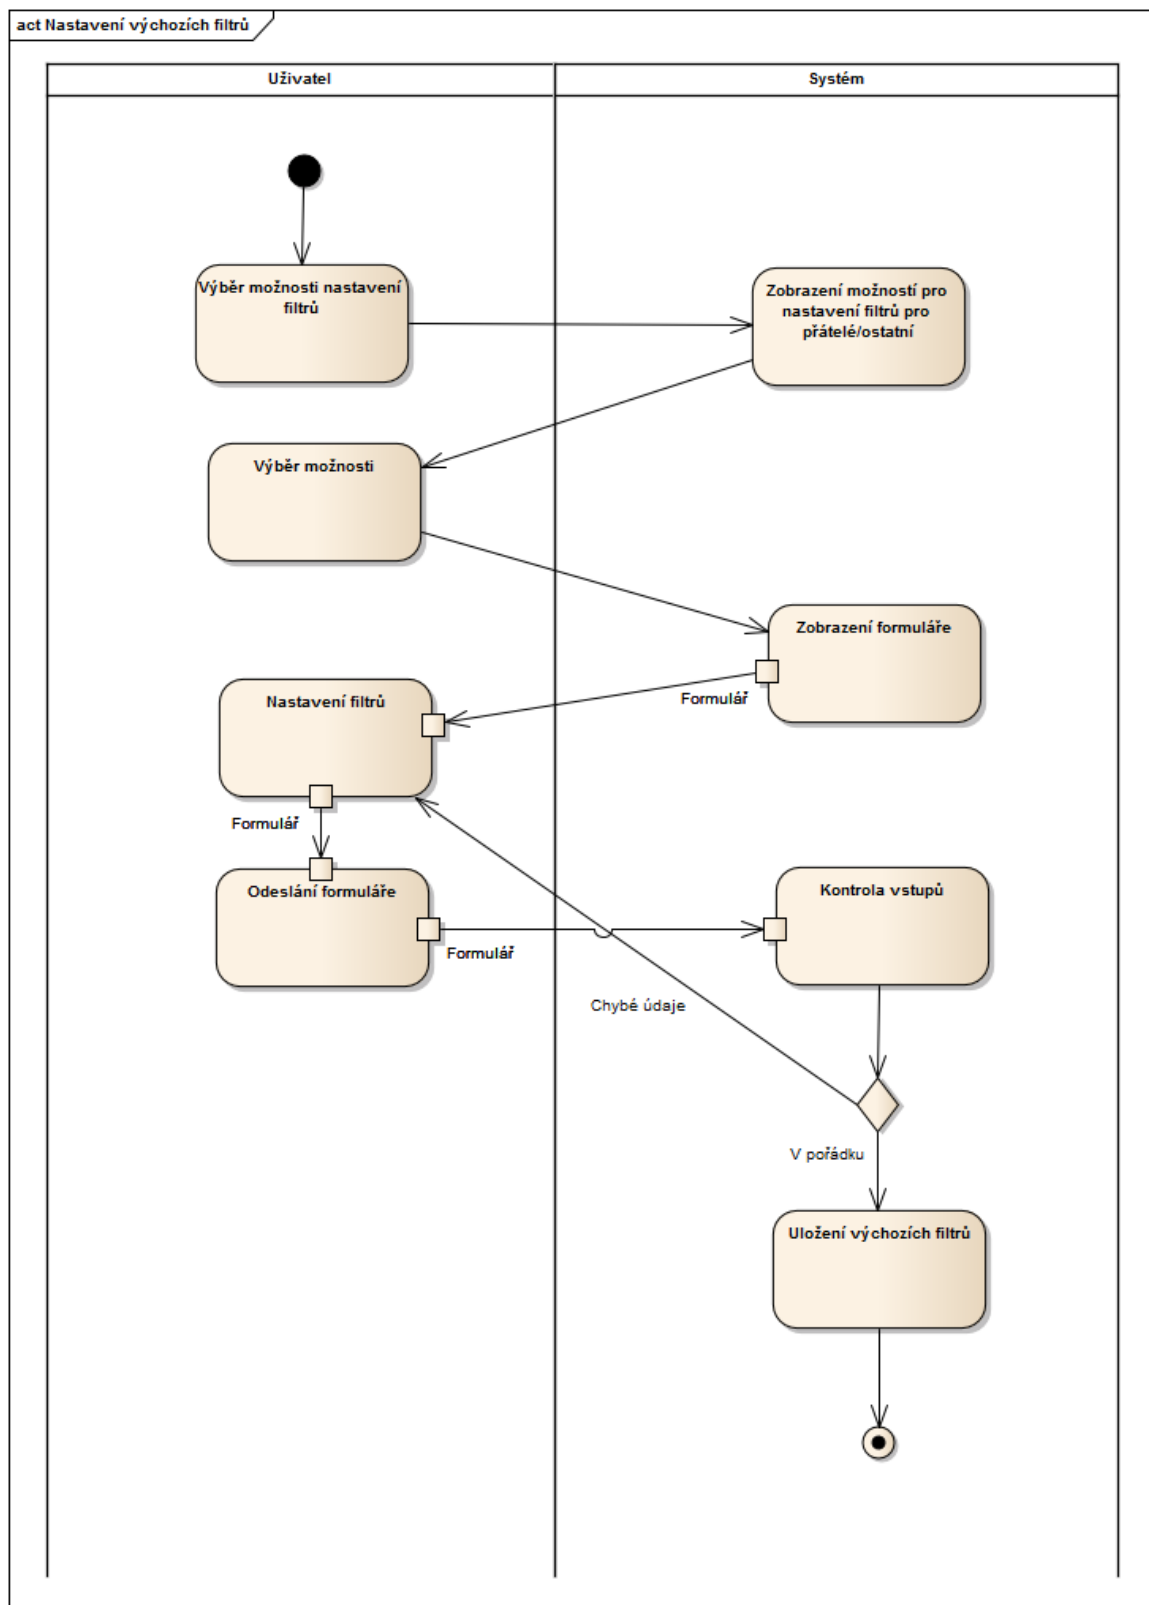 act Nastavení výchozích filtrů
Uživatel
Systém
Výběr možnosti nastavení
filtrů
Zobrazení možností pro
nastavení filtrů pro
přátelé/ostatní
Výběr možnosti
Zobrazení formuláře
Formulář
Nastavení filtrů
Formulář
Odeslání formuláře
Kontrola vstupů
Formulář
Chybé údaje
V pořádku
Uložení výchozích filtrů